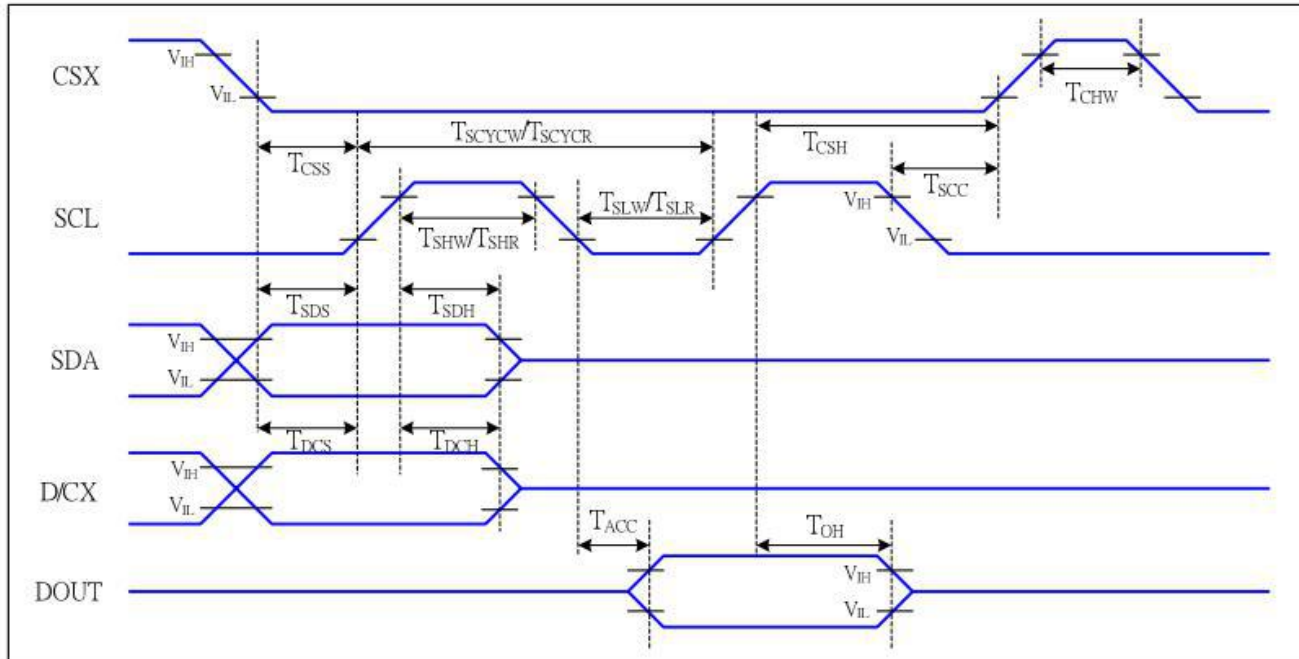 VIH
CSX
VIL
TCHW
TSCYCW/TSCYCR
TCSS
TCSH
TSCC
TSLW/TSLR
VIH
SCL
TSHW/TSHR
VIL
TSDS
TSDH
VIH
SDA
VIL
TDCS
TDCH
VIH
D/CX
VIL
TACC
TOH
VIH
DOUT
VIL